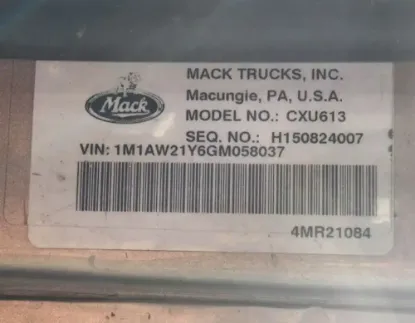 MACK TRUCKS, INC.
Macungie, PA, U.S.A.
MODEL NO.: CXU613
SEQ. NO.: H150824007
Mack
VIN: 1M1AW21Y6GM058037
4MR21084